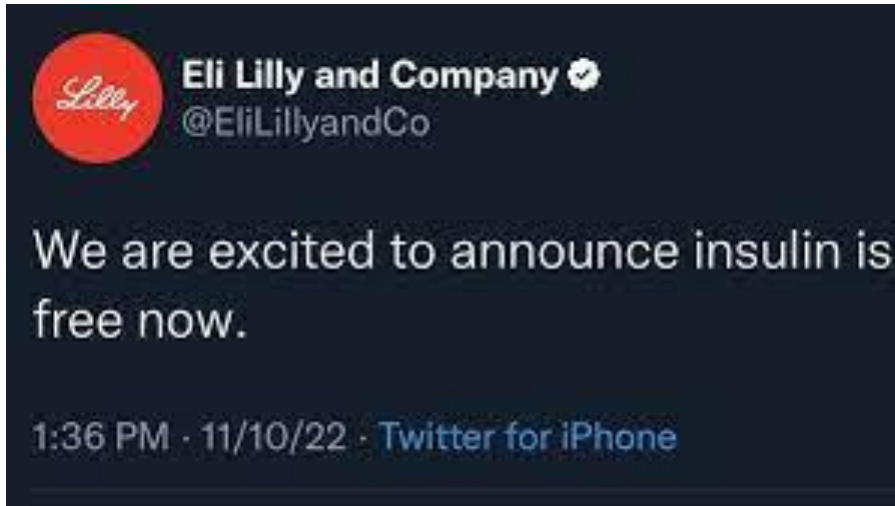 Lilly
Eli Lilly and Company
@EliLillyandCo
We are excited to announce insulin is
free now.
1:36 PM · 11/10/22 · Twitter for iPhone